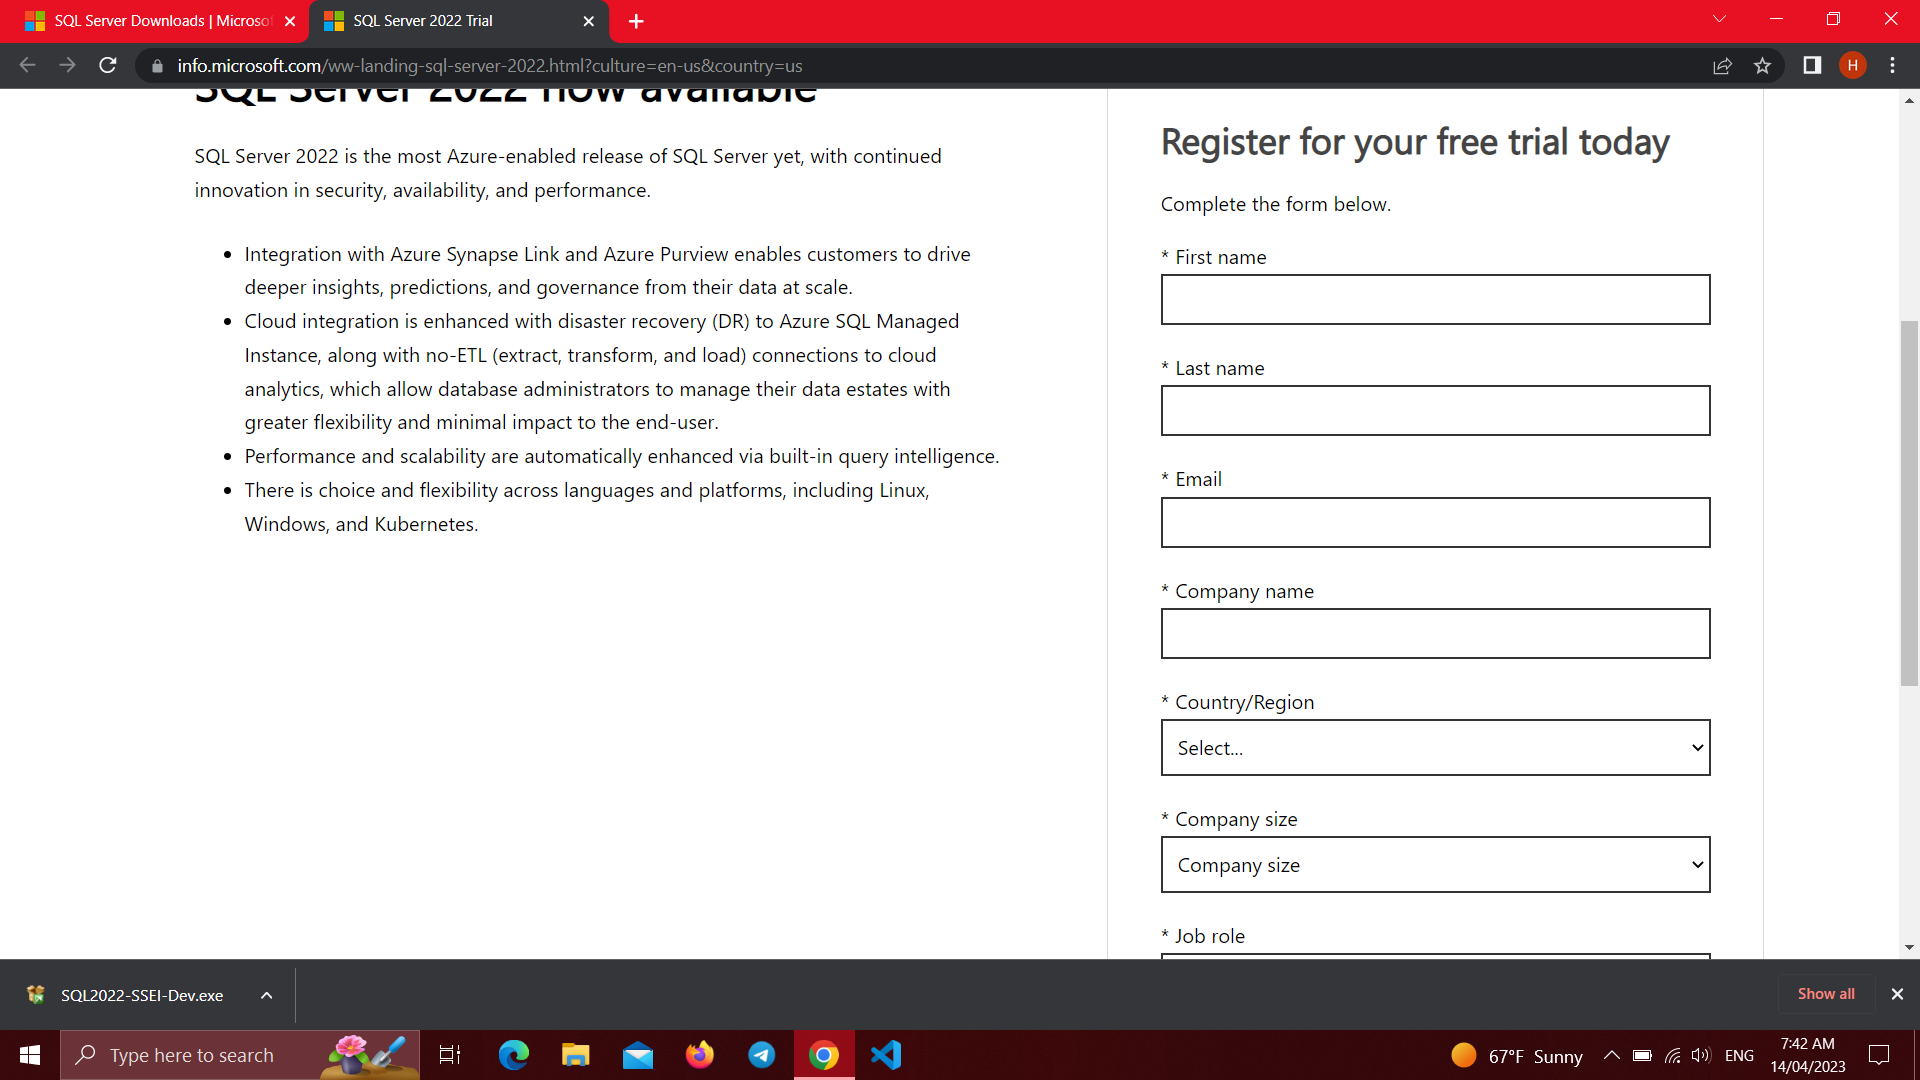 SQL Server Downloads | Microso
SQL Server 2022 Trial
info.microsoft.com/ww-landing-sql-server-2022.html?culture=en-us&country=us
H
SQL Server 2022 now available
SQL Server 2022 is the most Azure-enabled release of SQL Server yet, with continued
innovation in security, availability, and performance.
Integration with Azure Synapse Link and Azure Purview enables customers to drive
deeper insights, predictions, and governance from their data at scale.
Cloud integration is enhanced with disaster recovery (DR) to Azure SQL Managed
Instance, along with no-ETL (extract, transform, and load) connections to cloud
analytics, which allow database administrators to manage their data estates with
greater flexibility and minimal impact to the end-user.
Performance and scalability are automatically enhanced via built-in query intelligence.
There is choice and flexibility across languages and platforms, including Linux,
Windows, and Kubernetes.
Register for your free trial today
Complete the form below.
* First name
* Last name
* Email
* Company name
* Country/Region
Select...
* Company size
Company size
* Job role
SQL2022-SSEI-Dev.exe
Show all
Type here to search
67°F Sunny
ENG
7:42 AM
14/04/2023